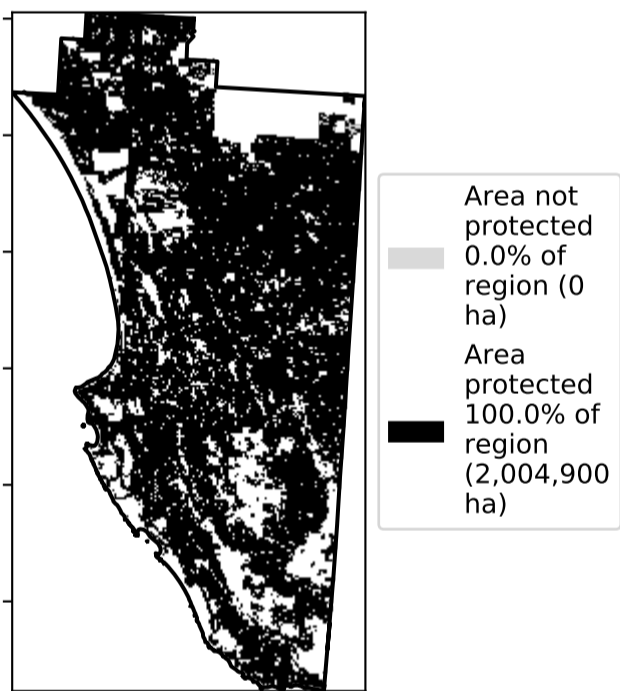 Area not
protected
0.0% of
region (0
ha)
Area
protected
100.0% of
region
(2,004,900
ha)